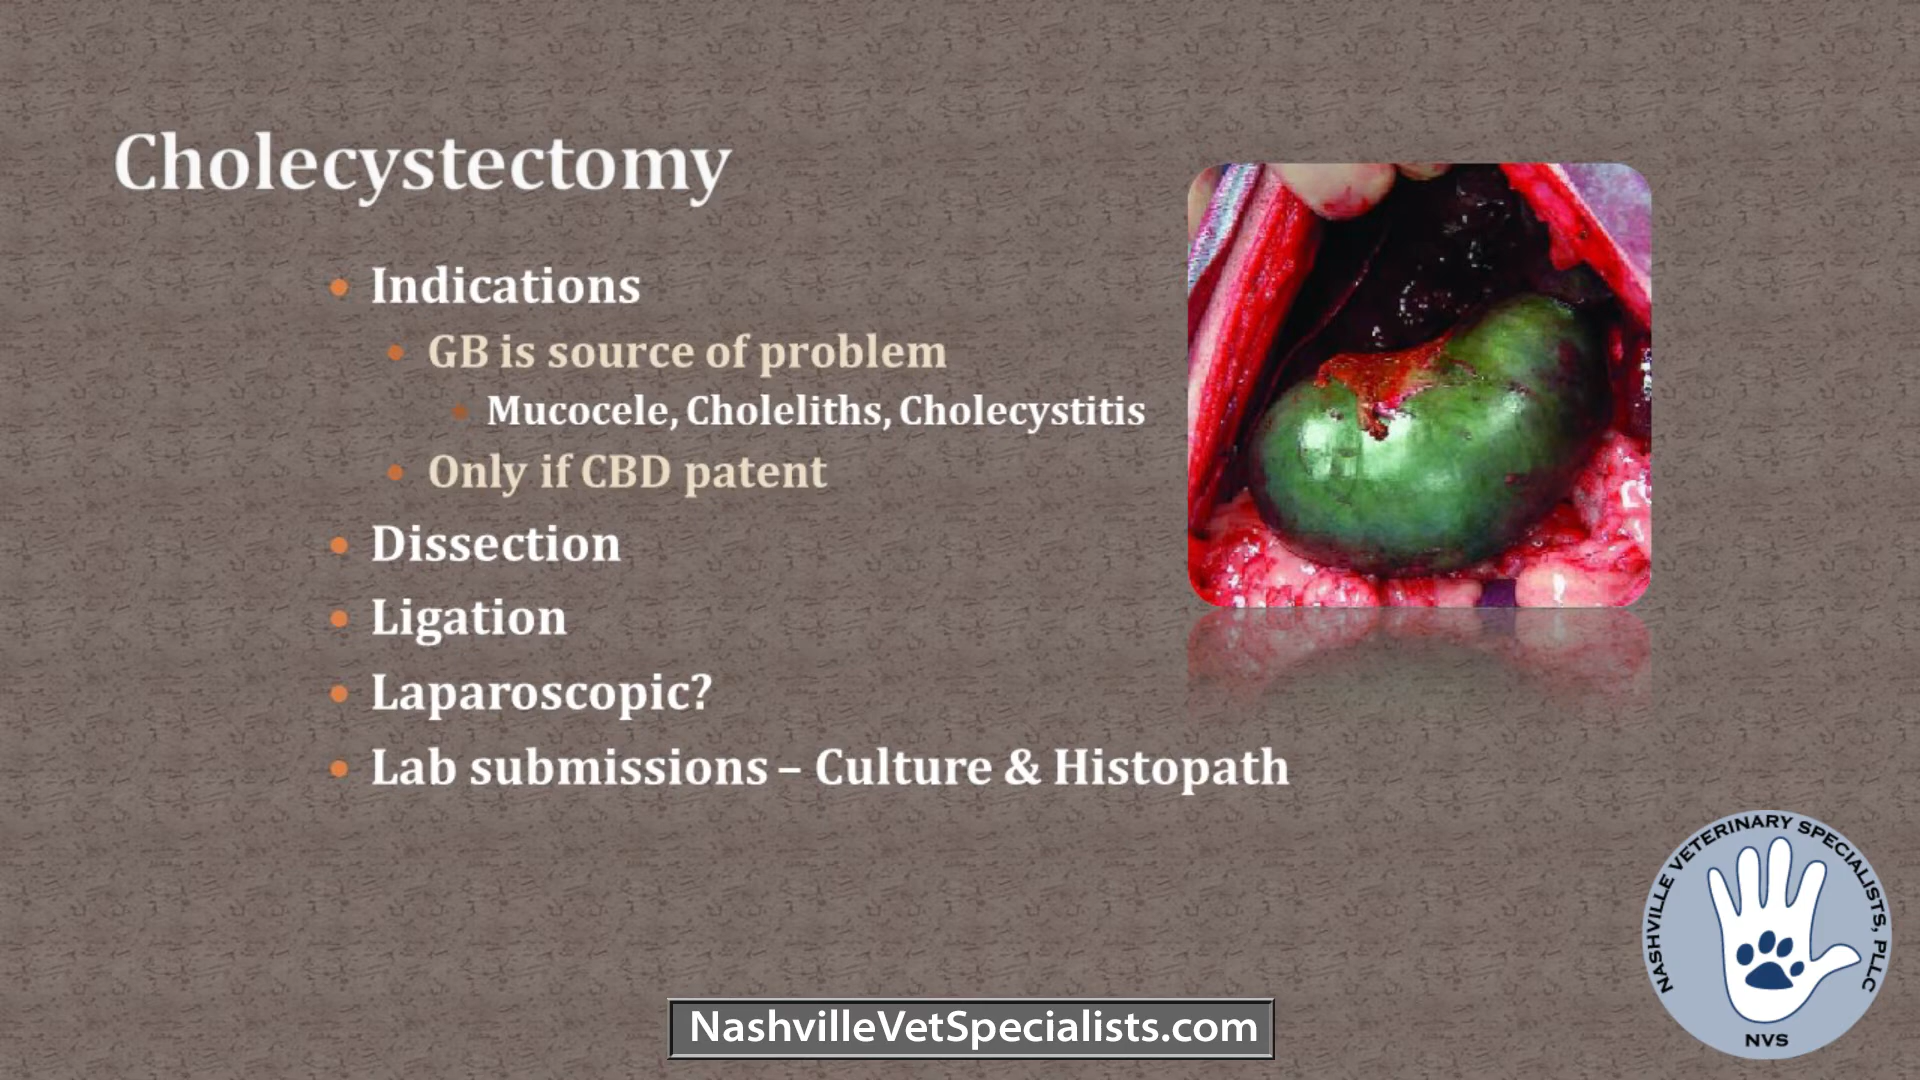 Cholecystectomy
Indications
GB is source of problem
Mucocele, Choleliths, Cholecystitis
Only if CBD patent
Dissection
Ligation
Laparoscopic?
Lab submissions – Culture & Histopath
NASHVILLE VETERINARY SPECIALISTS, PLLC
NVS
NashvilleVetSpecialists.com